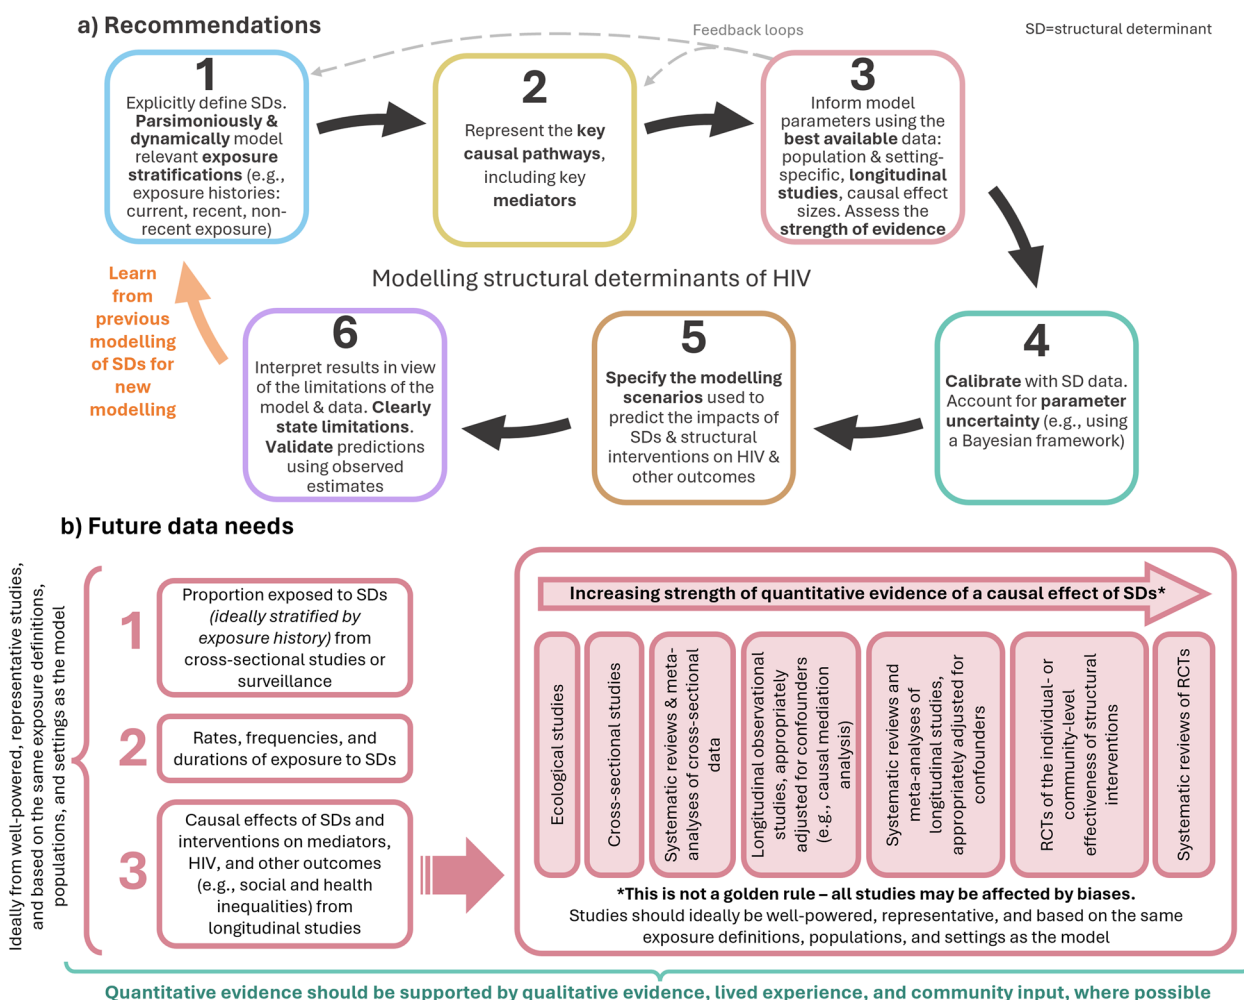 a) Recommendations
Feedback loops
SD=structural determinant
1
Explicitly define SDs.
Parsimoniously &
dynamically model
relevant exposure
stratifications (e.g.,
exposure histories:
current, recent, non-
recent exposure)
2
Represent the key
causal pathways,
including key
mediators
3
Inform model
parameters using the
best available data:
population & setting-
specific, longitudinal
studies, causal effect
sizes. Assess the
strength of evidence
Learn
from
previous
modelling
of SDs for
new
modelling
Modelling structural determinants of HIV
6
Interpret results in view
of the limitations of the
model & data. Clearly
state limitations.
Validate predictions
using observed
estimates
5
Specify the modelling
scenarios used to
predict the impacts of
SDs & structural
interventions on HIV &
other outcomes
4
Calibrate with SD data.
Account for parameter
uncertainty (e.g., using
a Bayesian framework)
b) Future data needs
Ideally from well-powered, representative studies,
and based on the same exposure definitions,
populations, and settings as the model
1
Proportion exposed to SDs
(ideally stratified by
exposure history) from
cross-sectional studies or
surveillance
2
Rates, frequencies, and
durations of exposure to SDs
3
Causal effects of SDs and
interventions on mediators,
HIV, and other outcomes
(e.g., social and health
inequalities) from
longitudinal studies
Increasing strength of quantitative evidence of a causal effect of SDs*
Ecological studies
Cross-sectional studies
Systematic reviews & meta-
analyses of cross-sectional
data
Longitudinal observational
studies, appropriately
adjusted for confounders
(e.g., causal mediation
analysis)
Systematic reviews and
meta-analyses of
longitudinal studies,
appropriately adjusted for
confounders
RCTs of the individual- or
community-level
effectiveness of structural
interventions
Systematic reviews of RCTs
*This is not a golden rule – all studies may be affected by biases.
Studies should ideally be well-powered, representative, and based on the same
exposure definitions, populations, and settings as the model
Quantitative evidence should be supported by qualitative evidence, lived experience, and community input, where possible